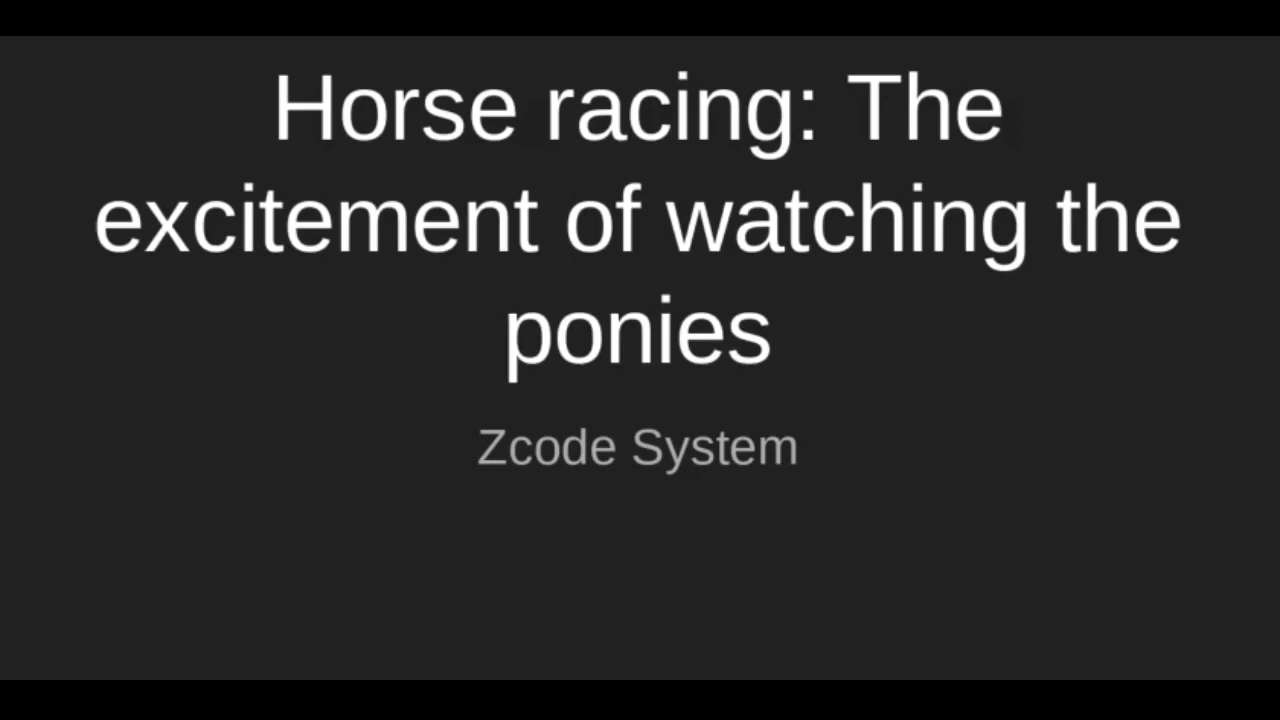 Horse racing: The
excitement of watching the
ponies
Zcode System